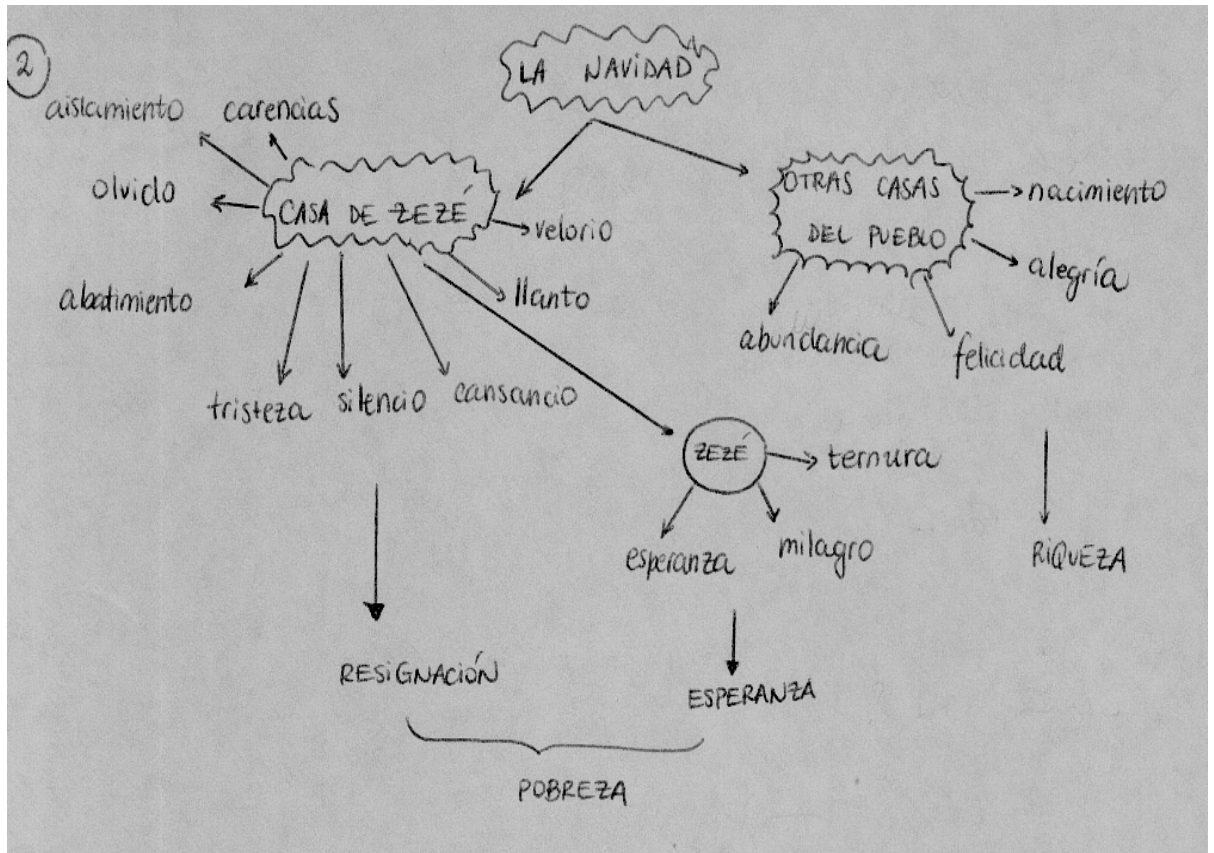 2
LA NAVIDAD
aislamiento
carencias
olvido
CASA DE ZEZÉ
velorio
abatimiento
llanto
tristeza
silencio
cansancio
OTRAS CASAS
DEL PUEBLO
nacimiento
alegría
abundancia
felicidad
ZEZÉ
ternura
esperanza
milagro
RIQUEZA
RESIGNACIÓN
ESPERANZA
POBREZA